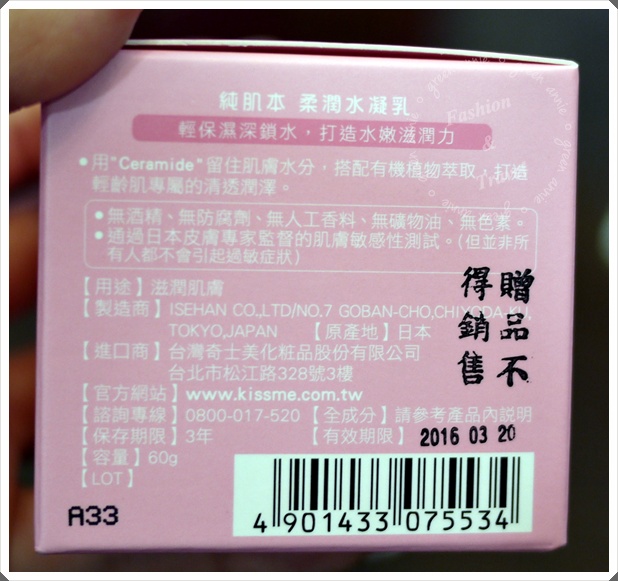 純肌本 柔潤水凝乳
輕保濕深鎖水，打造水嫩滋潤力
●用"Ceramide"留住肌膚水分，搭配有機植物萃取，打造
輕齡肌專屬的清透潤澤。
●無酒精、無防腐劑、無人工香料、無礦物油、無色素。
●通過日本皮膚專家監督的肌膚敏感性測試。(但並非所
有人都不會引起過敏症狀)
【用途】滋潤肌膚
【製造商】ISEHAN CO.,LTD/NO.7 GOBAN-CHO,CHIYODA-KU,
TOKYO,JAPAN 【原產地】日本
【進口商】台灣奇士美化粧品股份有限公司
台北市松江路328號3樓
【官方網站】www.kissme.com.tw
【諮詢專線】0800-017-520 【全成分】請參考產品內說明
【保存期限】3年 【有效期限】 2016 03 20
【容量】60g
【LOT】
A33
贈品不
得銷售
4 901433 075534
Fashion
&
green annie